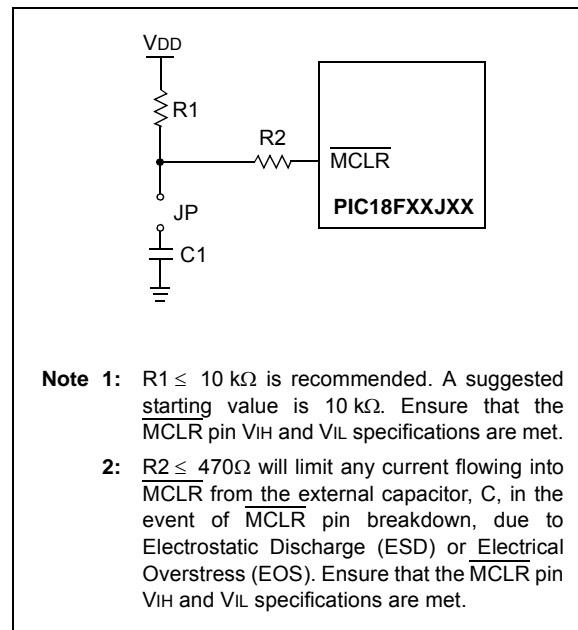 VDD
R1
R2
MCLR
PIC18FXXJXX
JP
C1
Note 1: R1 ≤ 10 kΩ is recommended. A suggested
starting value is 10 kΩ. Ensure that the
MCLR pin VIH and VIL specifications are met.
2: R2 ≤ 470Ω will limit any current flowing into
MCLR from the external capacitor, C, in the
event of MCLR pin breakdown, due to
Electrostatic Discharge (ESD) or Electrical
Overstress (EOS). Ensure that the MCLR pin
VIH and VIL specifications are met.